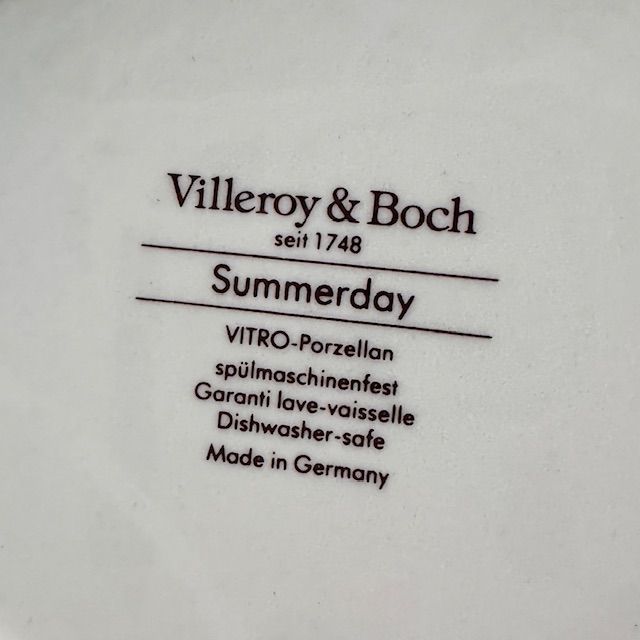 Villeroy & Boch
seit 1748
Summerday
VITRO-Porzellan
spülmaschinenfest
Garanti lave-vaisselle
Dishwasher-safe
Made in Germany